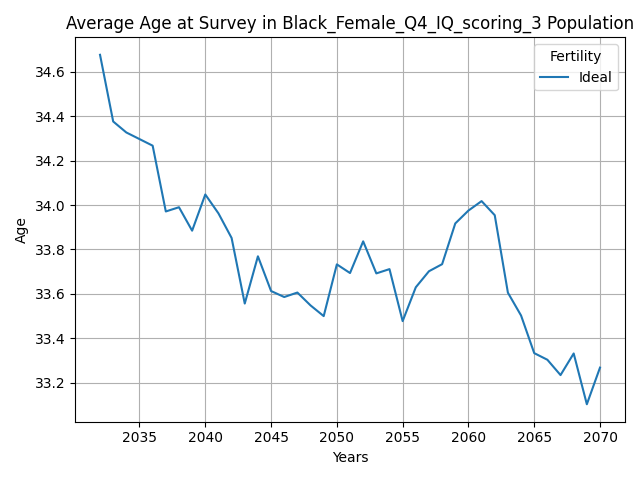 Average Age at Survey in Black_Female_Q4_IQ_scoring_3 Population
Fertility
Ideal
34.6
34.4
34.2
34.0
33.8
33.6
33.4
33.2
Age
2035 2040 2045 2050 2055 2060 2065 2070
Years